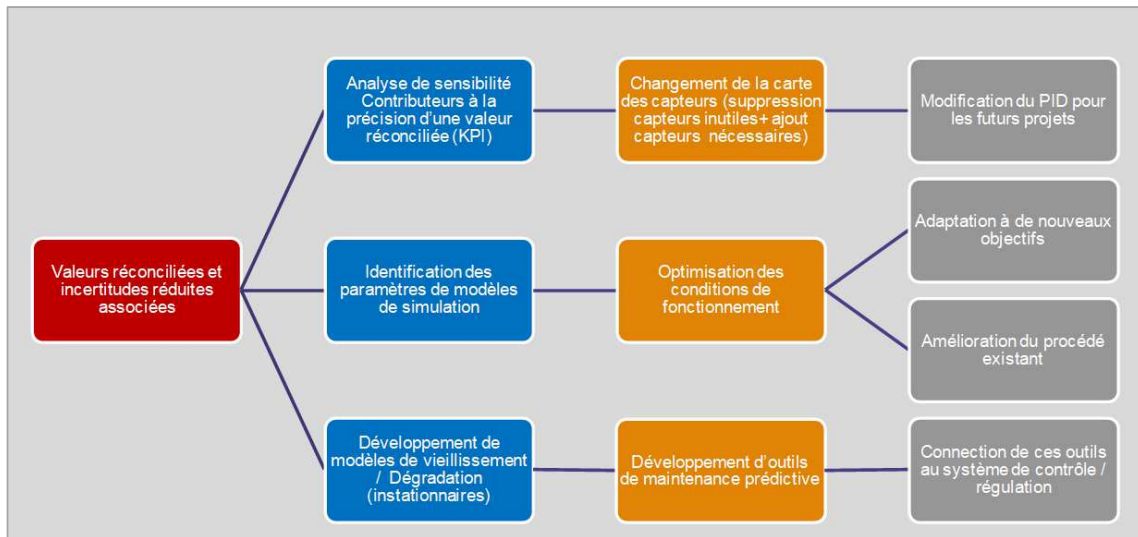 Analyse de sensibilité
Contributeurs à la
précision d'une valeur
réconciliée (KPI)
Changement de la carte
des capteurs (suppression
capteurs inutiles+ ajout
capteurs nécessaires)
Modification du PID pour
les futurs projets
Valeurs réconciliées et
incertitudes réduites
associées
Identification des
paramètres de modèles
de simulation
Optimisation des
conditions de
fonctionnement
Adaptation à de nouveaux
objectifs
Amélioration du procédé
existant
Développement de
modèles de vieillissement
/ Dégradation
(instationnaires)
Développement d'outils
de maintenance prédictive
Connection de ces outils
au système de contrôle /
régulation